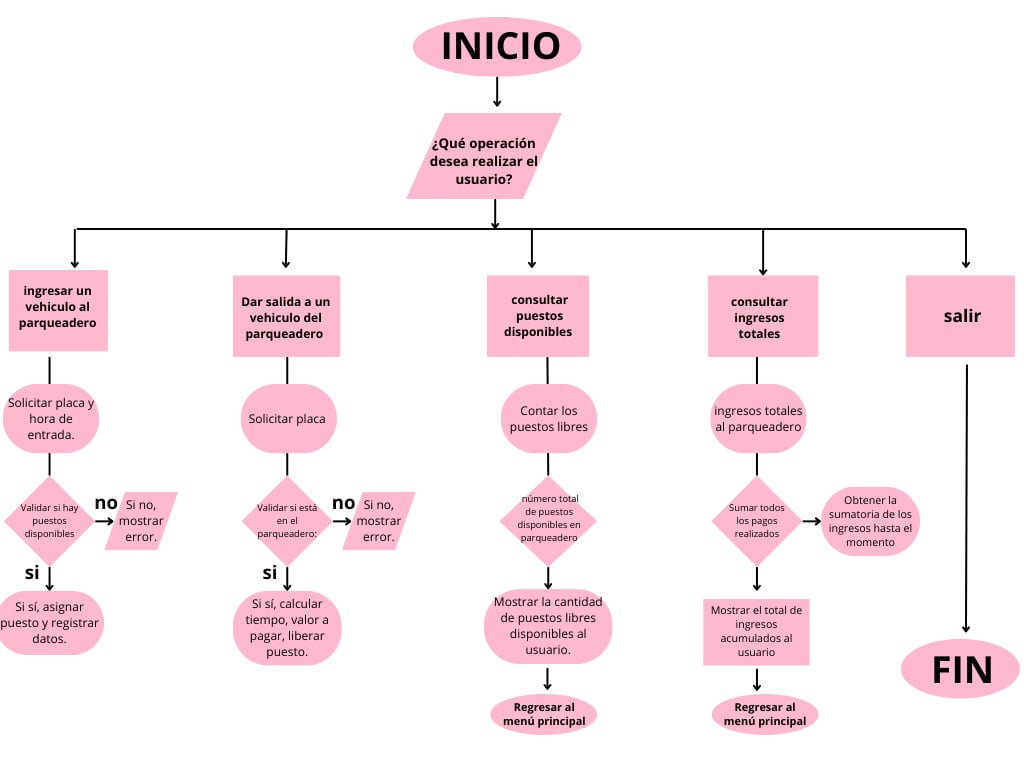 INICIO
¿Qué operación
desea realizar el
usuario?
ingresar un
vehiculo al
parqueadero
Dar salida a un
vehiculo del
parqueadero
consultar
puestos
disponibles
consultar
ingresos
totales
salir
Solicitar placa y
hora de
entrada.
Solicitar placa
Contar los
puestos libres
ingresos totales
al parqueadero
Validar si hay
puestos
disponibles
no
Si no,
mostrar
error.
Validar si está
en el
parqueadero:
no
Si no,
mostrar
error.
número total
de puestos
disponibles en
parqueadero
Sumar todos
los pagos
realizados
Obtener la
sumatoria de los
ingresos hasta el
momento
si
Si sí, asignar
puesto y registrar
datos.
si
Si sí, calcular
tiempo, valor a
pagar, liberar
puesto.
Mostrar la cantidad
de puestos libres
disponibles al
usuario.
Mostrar el total de
ingresos
acumulados al
usuario
FIN
Regresar al
menú principal
Regresar al
menú principal